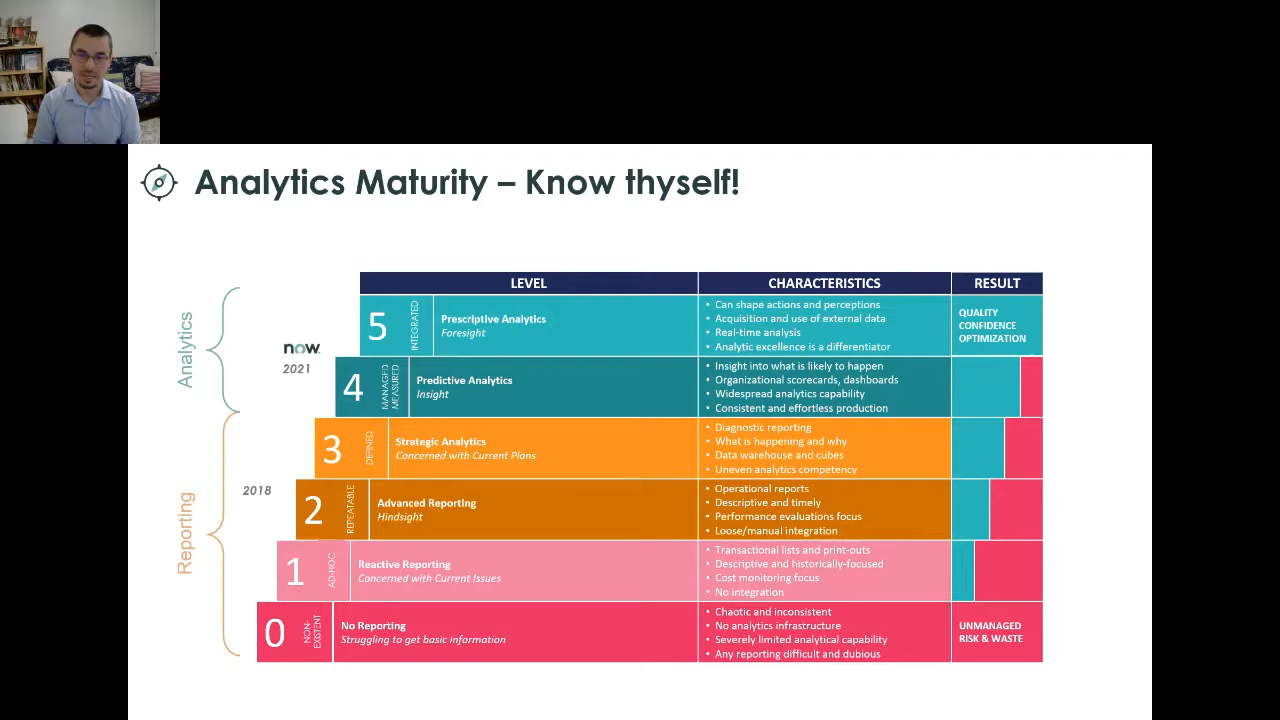 Analytics Maturity – Know thyself!
LEVEL
CHARACTERISTICS
RESULT
Analytics
now
2021
5
INTEGRATED
Prescriptive Analytics
Foresight
• Can shape actions and perceptions
• Acquisition and use of external data
• Real-time analysis
• Analytic excellence is a differentiator
QUALITY
CONFIDENCE
OPTIMIZATION
4
MANAGED
MEASURED
Predictive Analytics
Insight
• Insight into what is likely to happen
• Organizational scorecards, dashboards
• Widespread analytics capability
• Consistent and effortless production
Reporting
2018
3
DEFINED
Strategic Analytics
Concerned with Current Plans
• Diagnostic reporting
• What is happening and why
• Data warehouse and cubes
• Uneven analytics competency
2
REPEATABLE
Advanced Reporting
Hindsight
• Operational reports
• Descriptive and timely
• Performance evaluations focus
• Loose/manual integration
1
AD-HOC
Reactive Reporting
Concerned with Current Issues
• Transactional lists and print-outs
• Descriptive and historically-focused
• Cost monitoring focus
• No integration
0
NON-
EXISTENT
No Reporting
Struggling to get basic information
• Chaotic and inconsistent
• No analytics infrastructure
• Severely limited analytical capability
• Any reporting difficult and dubious
UNMANAGED
RISK & WASTE